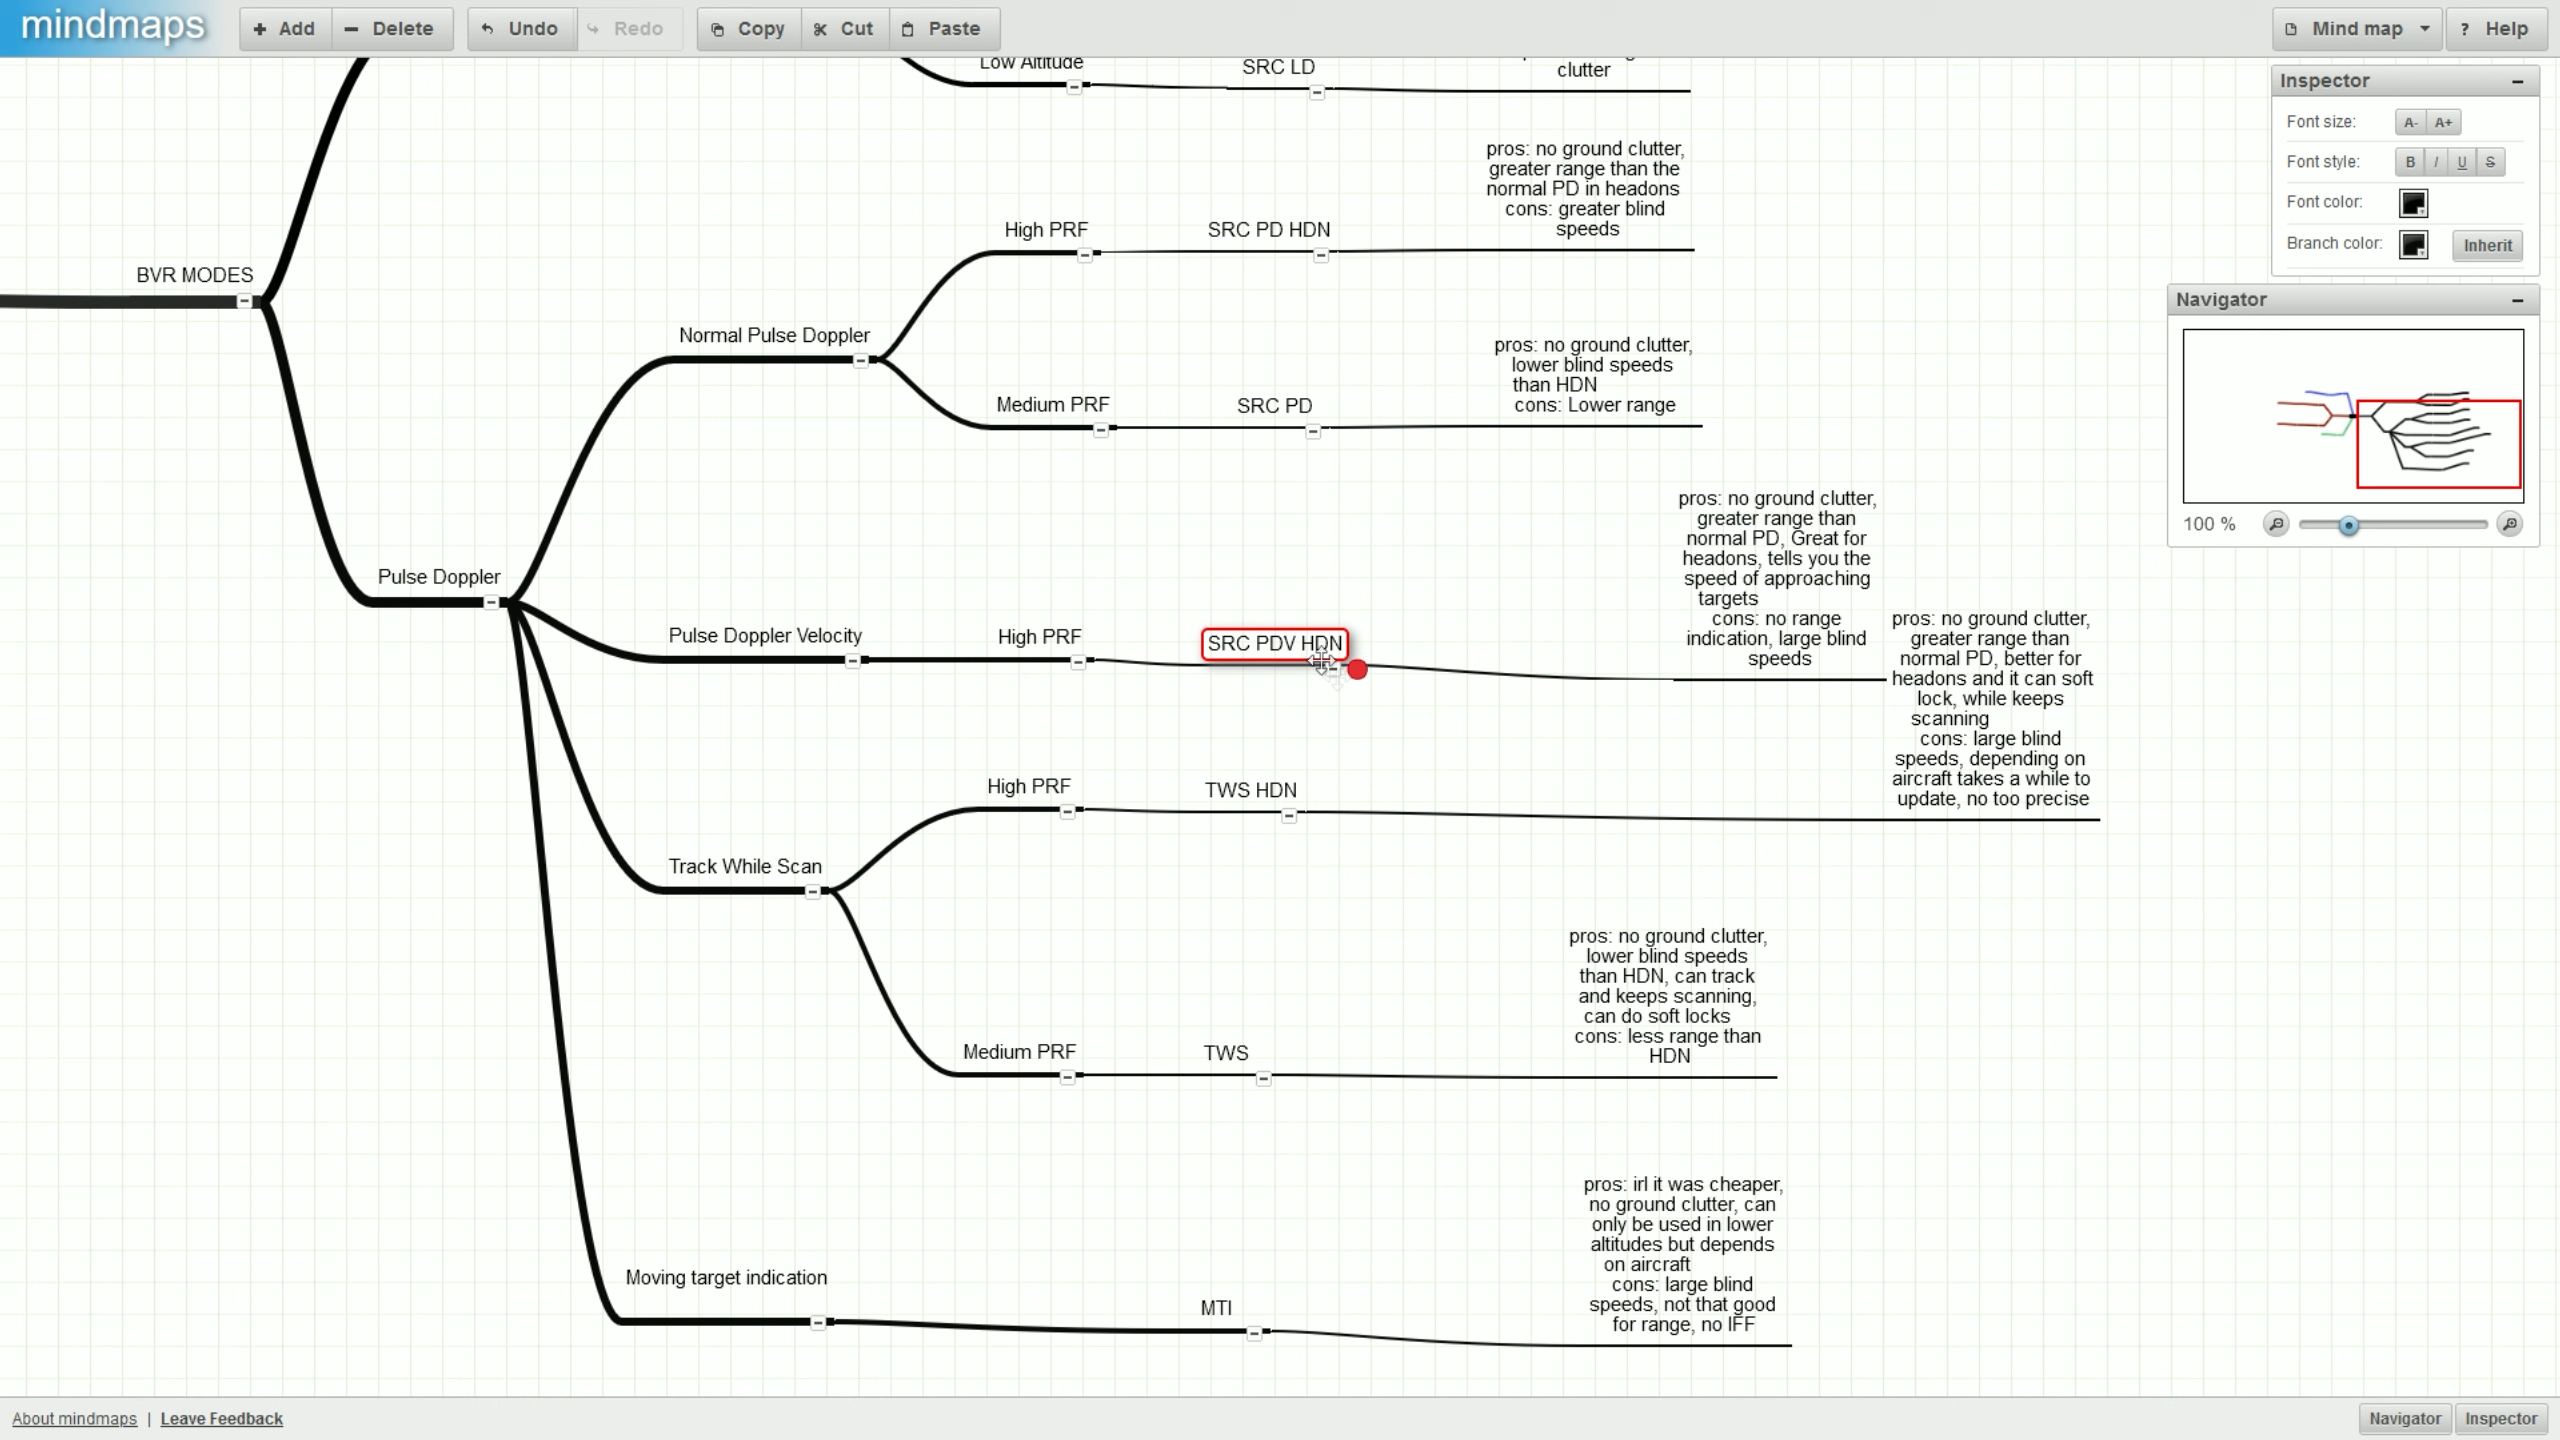 mindmaps
Add
Delete
Undo
Redo
Copy
Cut
Paste
Mind map
? Help
Low Altitude
SRC LD
clutter
Inspector
Font size:
A-
A+
Font style:
B
I
U
S
Font color:
Branch color:
Inherit
Navigator
100 %
BVR MODES
pros: no ground clutter,
greater range than the
normal PD in headons
cons: greater blind
speeds
High PRF
SRC PD HDN
Normal Pulse Doppler
pros: no ground clutter,
lower blind speeds
than HDN
cons: Lower range
Medium PRF
SRC PD
Pulse Doppler
pros: no ground clutter,
greater range than
normal PD, Great for
headons, tells you the
speed of approaching
targets
cons: no range
indication, large blind
speeds
Pulse Doppler Velocity
High PRF
SRC PDV HDN
pros: no ground clutter,
greater range than
normal PD, better for
headons and it can soft
lock, while keeps
scanning
cons: large blind
speeds, depending on
aircraft takes a while to
update, no too precise
High PRF
TWS HDN
Track While Scan
pros: no ground clutter,
lower blind speeds
than HDN, can track
and keeps scanning,
can do soft locks
cons: less range than
HDN
Medium PRF
TWS
pros: irl it was cheaper,
no ground clutter, can
only be used in lower
altitudes but depends
on aircraft
cons: large blind
speeds, not that good
for range, no IFF
Moving target indication
MTI
About mindmaps | Leave Feedback
Navigator
Inspector